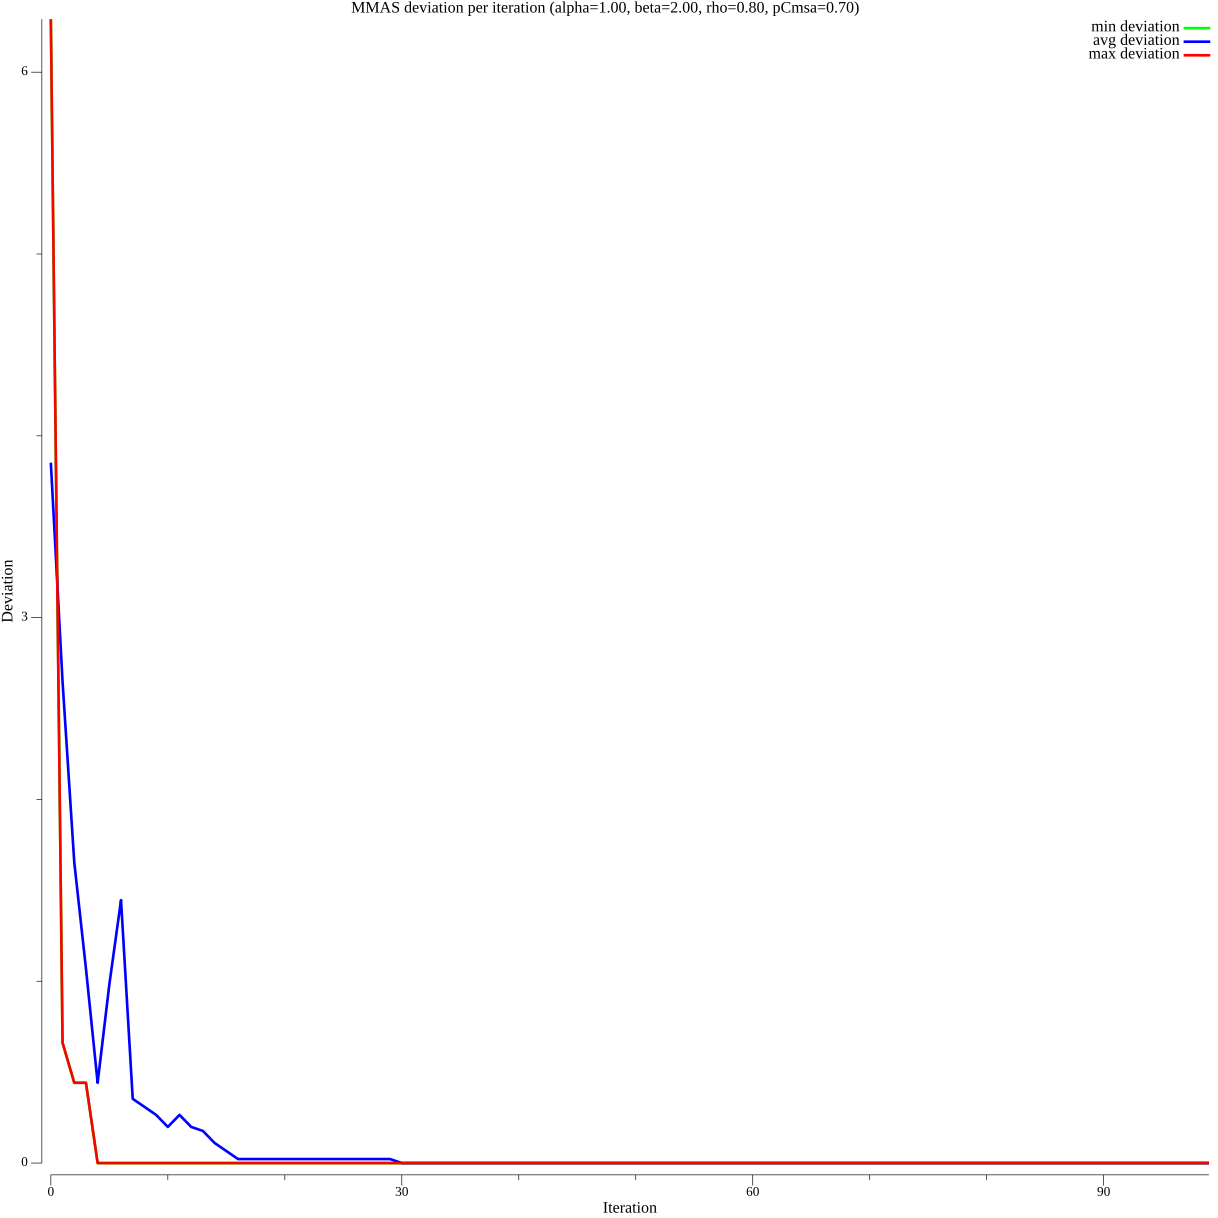 MMAS deviation per iteration (alpha=1.00, beta=2.00, rho=0.80, pCmsa=0.70)
min deviation
avg deviation
max deviation
6
3
0
Deviation
0 30 60 90
Iteration